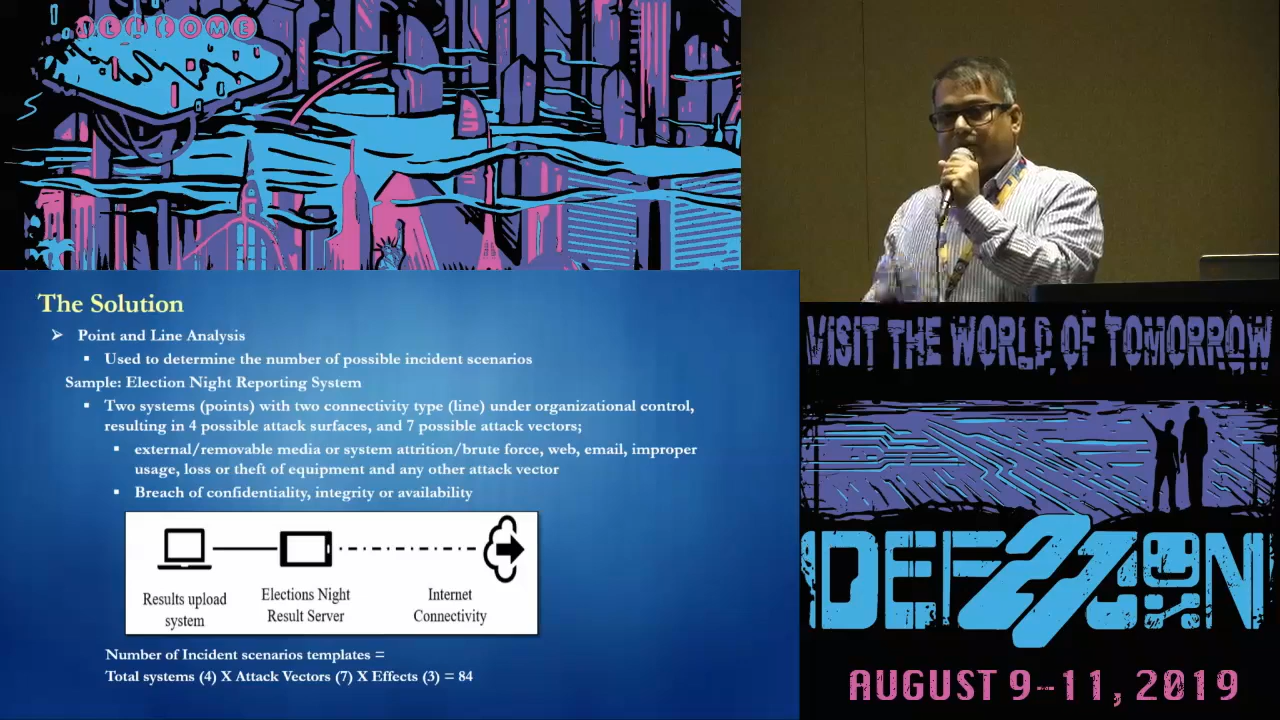 WELCOME
The Solution
➢ Point and Line Analysis
▪ Used to determine the number of possible incident scenarios
Sample: Election Night Reporting System
▪ Two systems (points) with two connectivity type (line) under organizational control,
resulting in 4 possible attack surfaces, and 7 possible attack vectors;
▪ external/removable media or system attrition/brute force, web, email, improper
usage, loss or theft of equipment and any other attack vector
▪ Breach of confidentiality, integrity or availability
Results upload
system
Elections Night
Result Server
Internet
Connectivity
Number of Incident scenarios templates =
Total systems (4) X Attack Vectors (7) X Effects (3) = 84
VISIT THE WORLD OF TOMORROW
DEF 27 CON
AUGUST 9-11, 2019